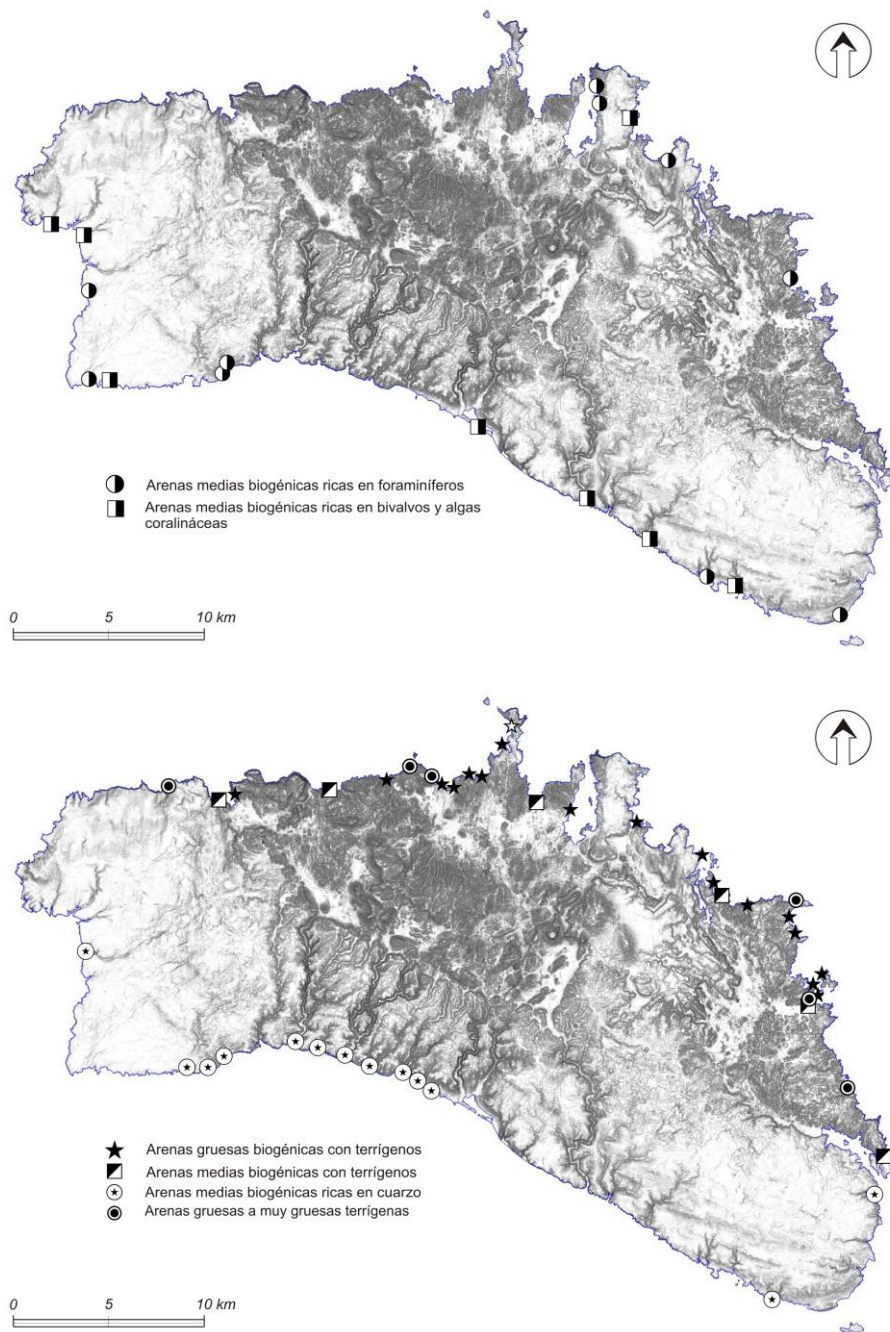 Arenas medias biogénicas ricas en foraminíferos
Arenas medias biogénicas ricas en bivalvos y algas
coralináceas
0 5 10 km
Arenas gruesas biogénicas con terrígenos
Arenas medias biogénicas con terrígenos
Arenas medias biogénicas ricas en cuarzo
Arenas gruesas a muy gruesas terrígenas
0 5 10 km